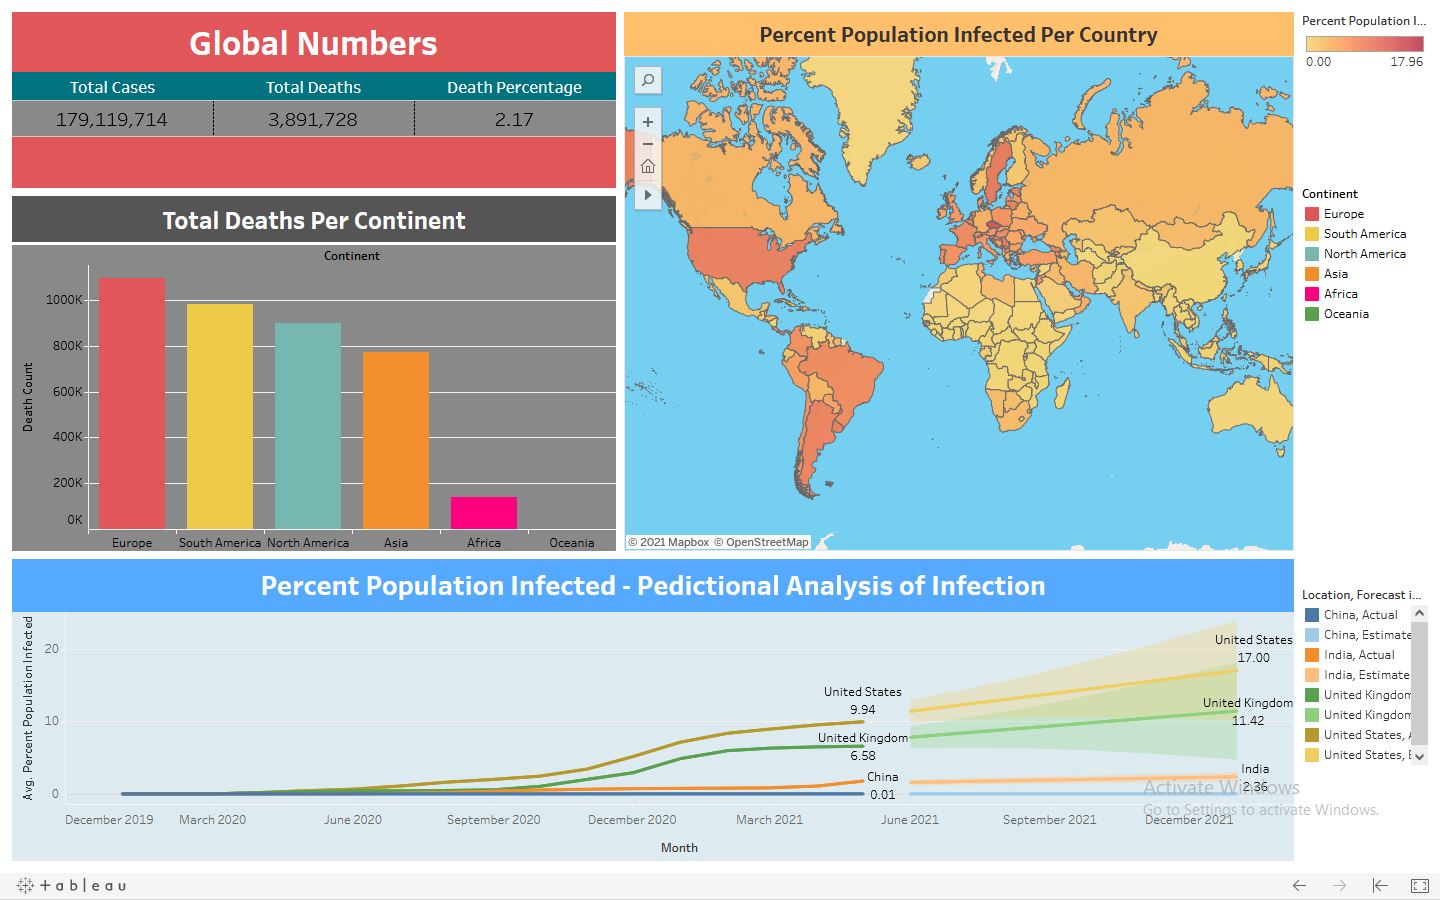 Global Numbers
Total Cases Total Deaths Death Percentage
179,119,714 3,891,728 2.17
Total Deaths Per Continent
Continent
Death Count
1000K
800K
600K
400K
200K
0K
Europe South America North America Asia Africa Oceania
Percent Population Infected Per Country
© 2021 Mapbox © OpenStreetMap
Percent Population I...
0.00 17.96
Continent
Europe
South America
North America
Asia
Africa
Oceania
Percent Population Infected - Pedictional Analysis of Infection
Avg. Percent Population Infected
20
10
0
United States
9.94
United Kingdom
6.58
China
0.01
United States
17.00
United Kingdom
11.42
India
2.36
December 2019 March 2020 June 2020 September 2020 December 2020 March 2021 June 2021 September 2021 December 2021
Month
Location, Forecast i...
China, Actual
China, Estimate
India, Actual
India, Estimate
United Kingdom
United Kingdom
United States,
United States,
Activate Windows
Go to Settings to activate Windows.
+ a b | e a u